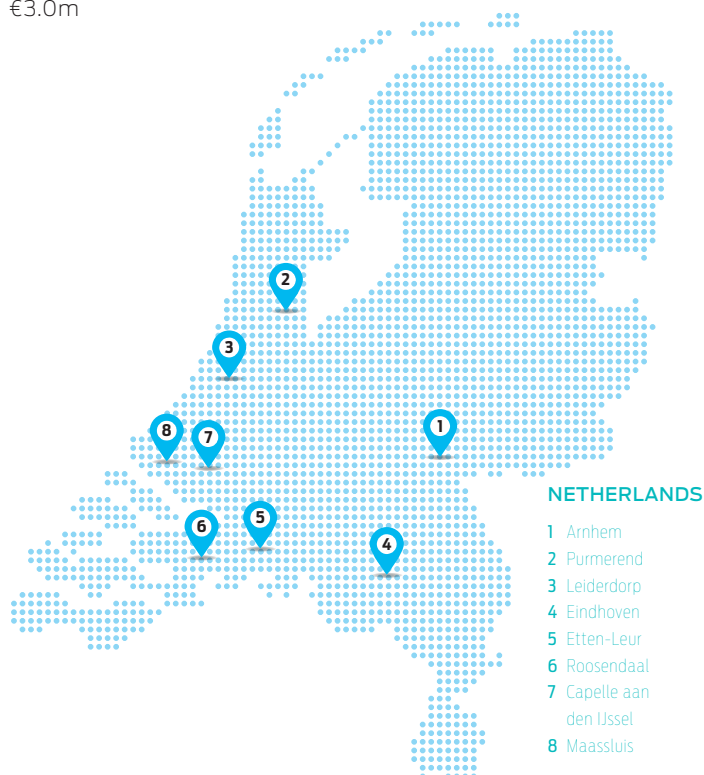 €3.0m
2
3
8
7
1
6
5
4
NETHERLANDS
1 Arnhem
2 Purmerend
3 Leiderdorp
4 Eindhoven
5 Etten-Leur
6 Roosendaal
7 Capelle aan
den IJssel
8 Maassluis